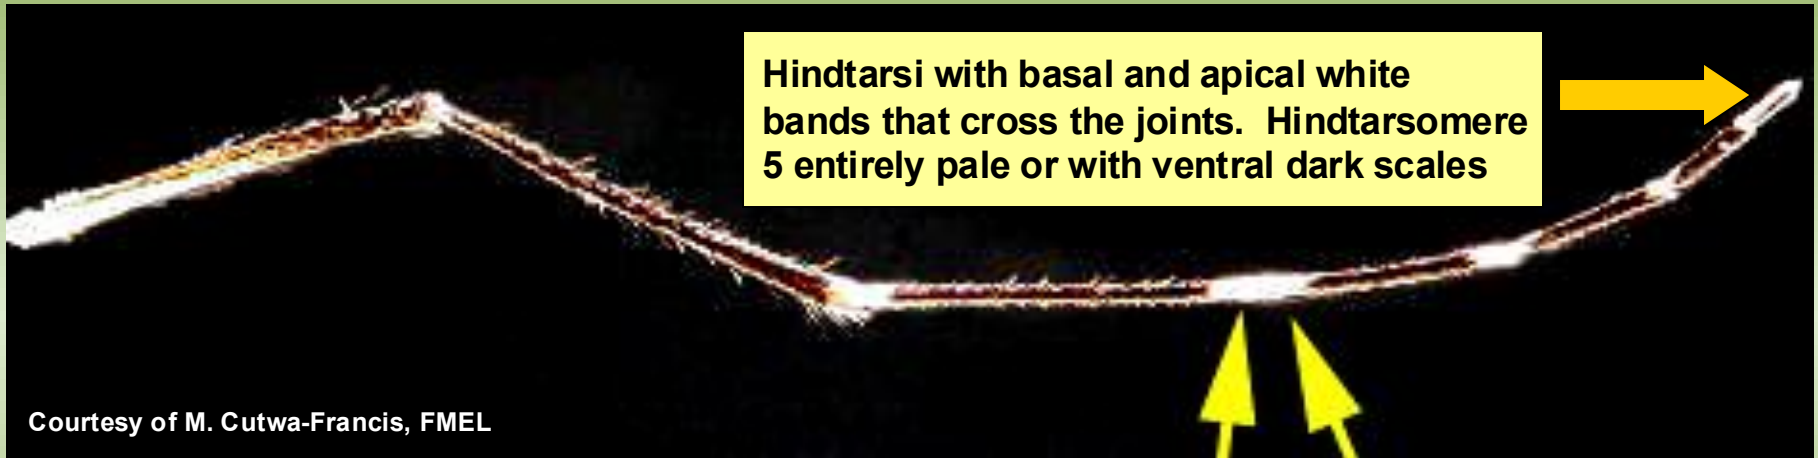 Hindtarsi with basal and apical white
bands that cross the joints.  Hindtarsomere
5 entirely pale or with ventral dark scales
Courtesy of M. Cutwa-Francis, FMEL